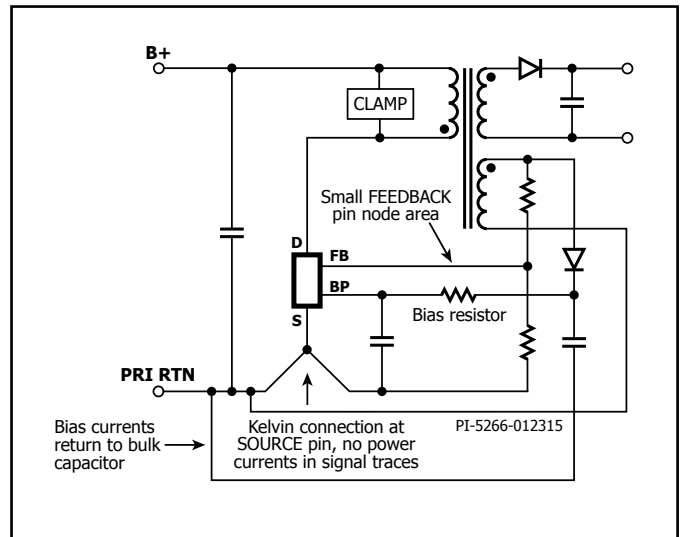 B+
CLAMP
Small FEEDBACK
pin node area
D
FB
BP
S
Bias resistor
PRI RTN
PI-5266-012315
Bias currents
return to bulk
capacitor
Kelvin connection at
SOURCE pin, no power
currents in signal traces